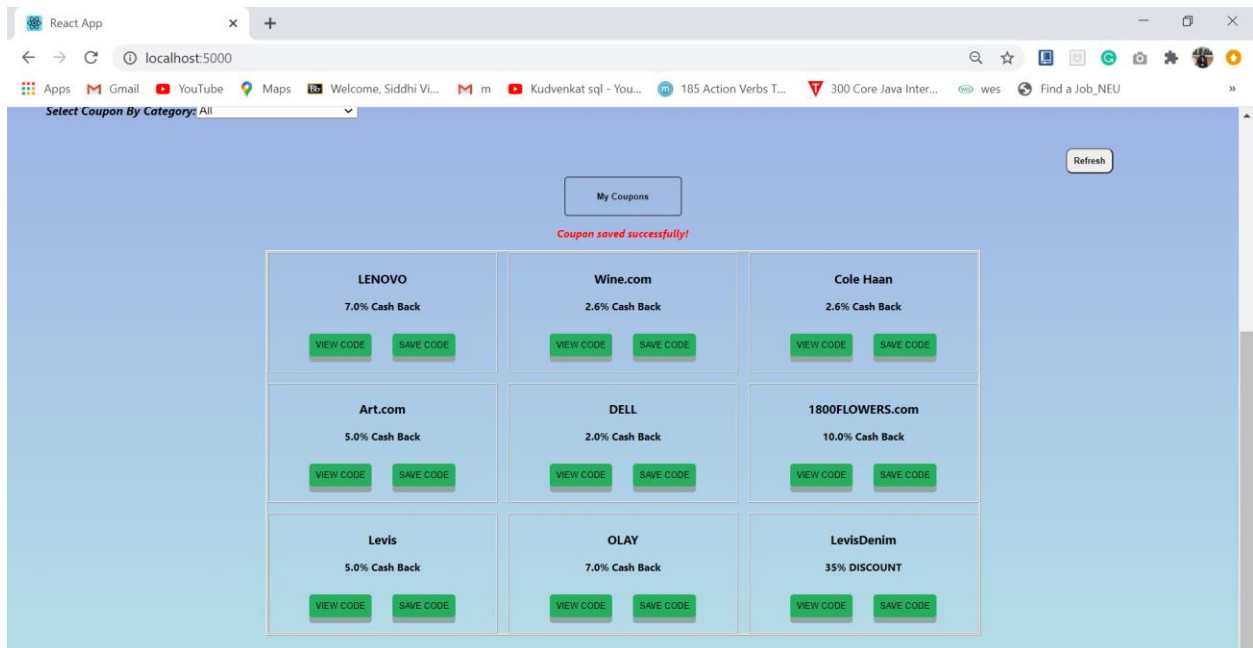 React App
localhost:5000
Apps Gmail YouTube Maps Welcome, Siddhi Vi... m Kudvenkat sql - You... 185 Action Verbs T... 300 Core Java Inter... wes Find a Job_NEU »
Select Coupon By Category: All
Refresh
My Coupons
Coupon saved successfully!
LENOVO Wine.com Cole Haan
7.0% Cash Back 2.6% Cash Back 2.6% Cash Back
VIEW CODE SAVE CODE VIEW CODE SAVE CODE VIEW CODE SAVE CODE
Art.com DELL 1800FLOWERS.com
5.0% Cash Back 2.0% Cash Back 10.0% Cash Back
VIEW CODE SAVE CODE VIEW CODE SAVE CODE VIEW CODE SAVE CODE
Levis OLAY LevisDenim
5.0% Cash Back 7.0% Cash Back 35% DISCOUNT
VIEW CODE SAVE CODE VIEW CODE SAVE CODE VIEW CODE SAVE CODE